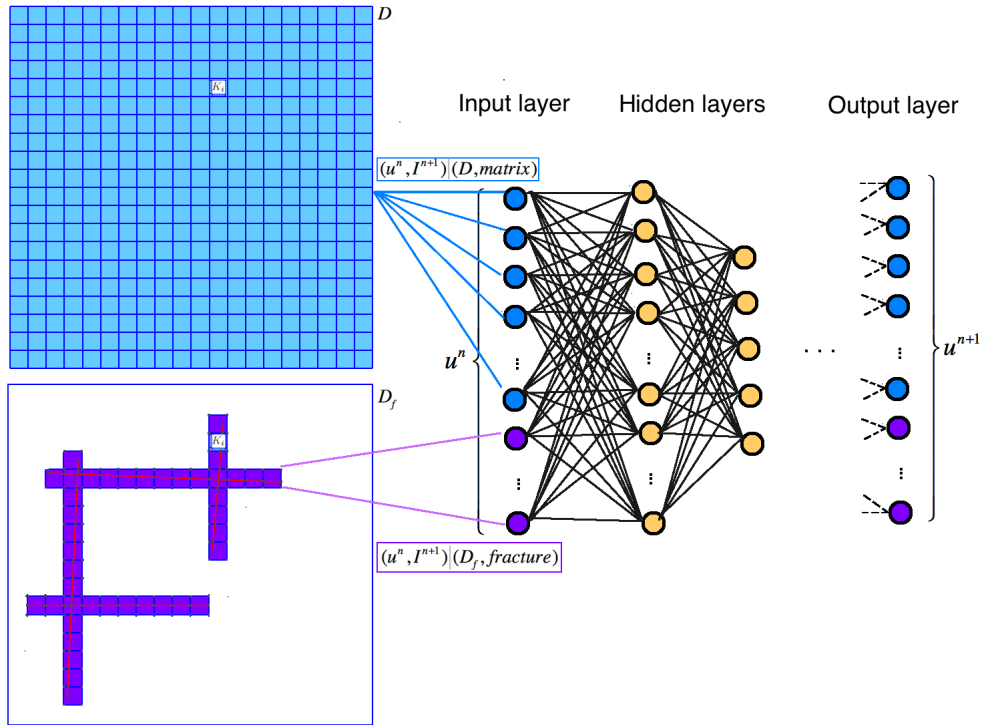 D
K_i
Input layer
Hidden layers
Output layer
(u^n, I^{n+1})|(D, matrix)
u^n
...
u^{n+1}
D_f
K_i
(u^n, I^{n+1})|(D_f, fracture)